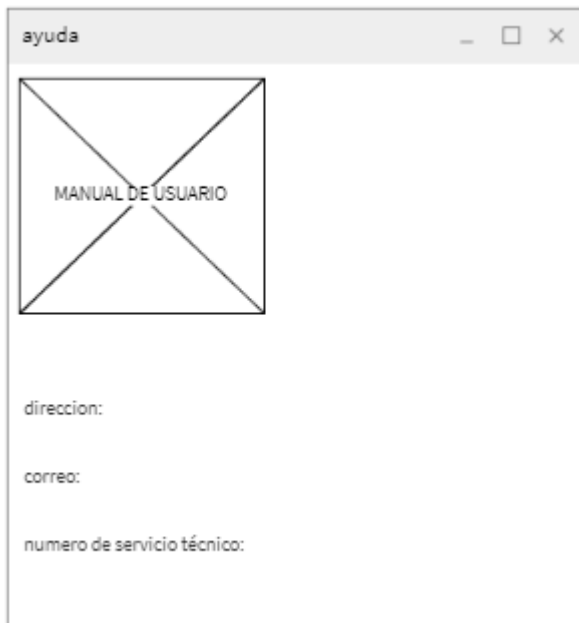 ayuda
MANUAL DE USUARIO
direccion:
correo:
numero de servicio técnico: